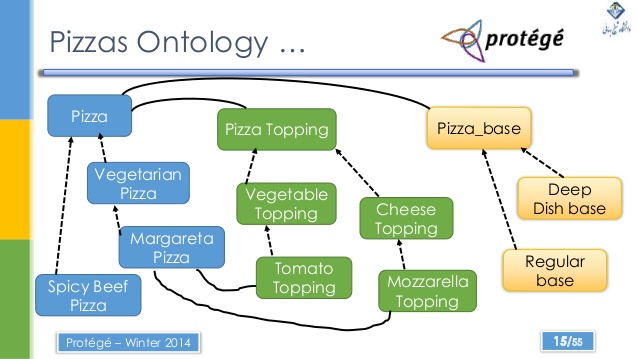 Pizzas Ontology ...
protégé
Pizza
Pizza Topping
Pizza_base
Vegetarian
Pizza
Vegetable
Topping
Cheese
Topping
Deep
Dish base
Margareta
Pizza
Tomato
Topping
Mozzarella
Topping
Regular
base
Spicy Beef
Pizza
Protégé – Winter 2014
15/55